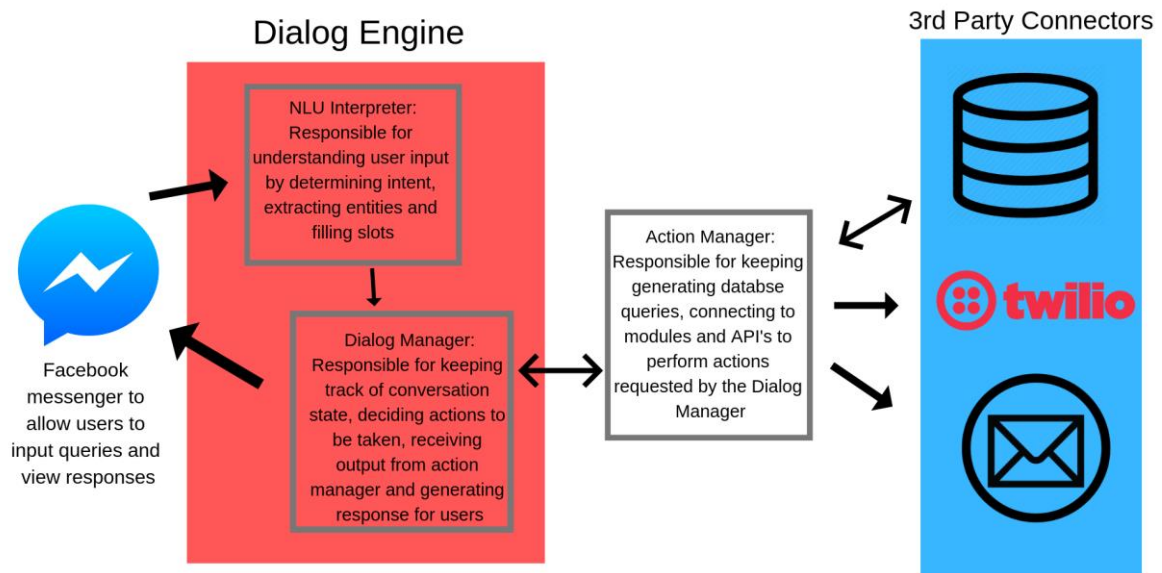 Dialog Engine
3rd Party Connectors
NLU Interpreter:
Responsible for
understanding user input
by determining intent,
extracting entities and
filling slots
Facebook
messenger to
allow users to
input queries and
view responses
Dialog Manager:
Responsible for keeping
track of conversation
state, deciding actions to
be taken, receiving
output from action
manager and generating
response for users
Action Manager:
Responsible for keeping
generating databse
queries, connecting to
modules and API's to
perform actions
requested by the Dialog
Manager
twilio